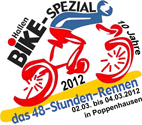 Hallen
BIKE-SPEZIAL
10 Jahre
2012
das 48-Stunden-Rennen
02.03. bis 04.03.2012
in Poppenhausen